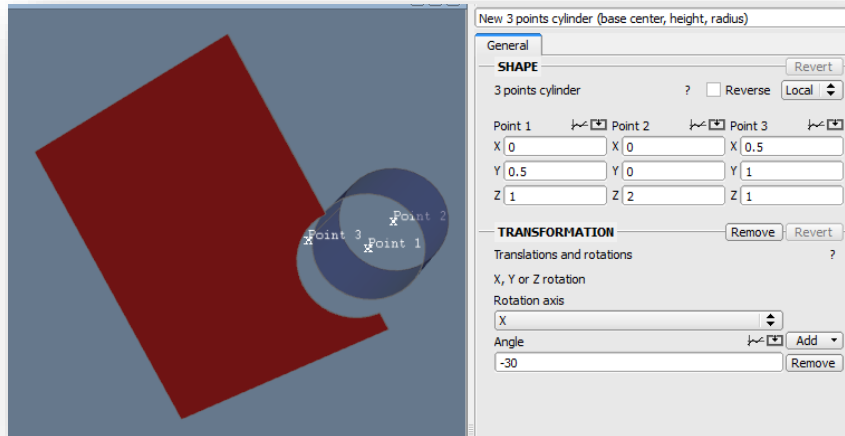 New 3 points cylinder (base center, height, radius)
General
SHAPE Revert
3 points cylinder ? Reverse Local
Point 1 Point 2 Point 3
X 0 X 0 X 0.5
Y 0.5 Y 0 Y 1
Z 1 Z 2 Z 1
TRANSFORMATION Remove Revert
Translations and rotations ?
X, Y or Z rotation
Rotation axis
X
Angle Add
-30 Remove
Point 2
Point 3
Point 1